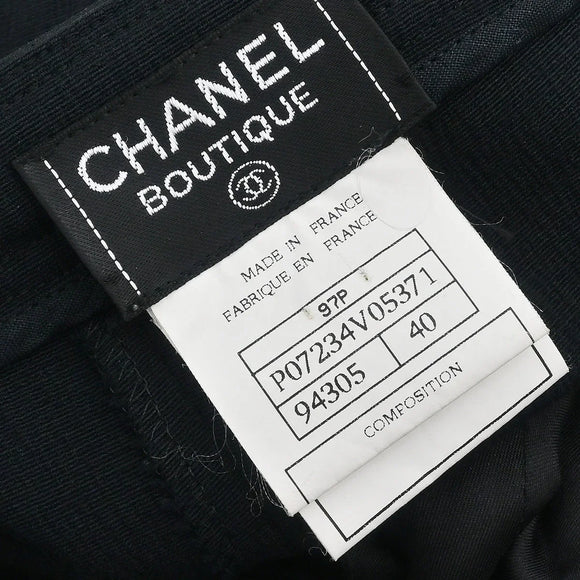 CHANEL
BOUTIQUE
MADE IN FRANCE
FABRIQUE EN FRANCE
97P
P07234V05371
94305 40
COMPOSITION